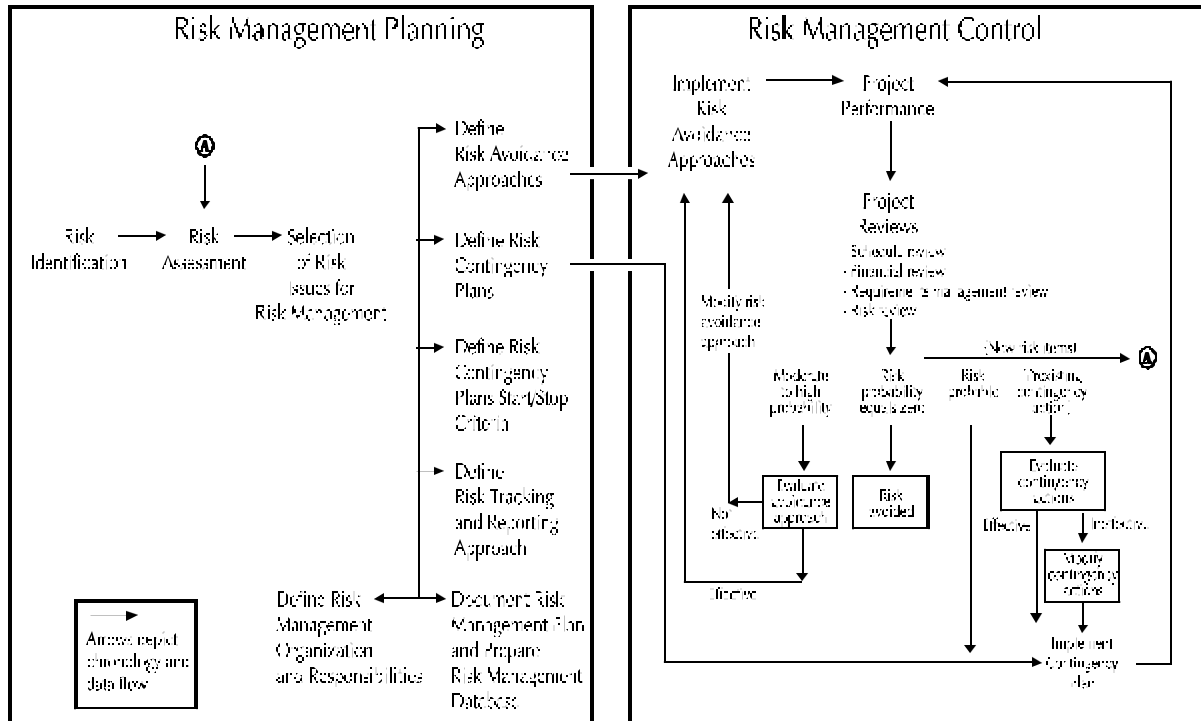 Risk Management Planning
A
Risk
Identification
Risk
Assessment
Selection
of Risk
Issues for
Risk Management
Define
Risk Avoidance
Approaches
Define Risk
Contingency
Plans
Define Risk
Contingency
Plans Start/Stop
Criteria
Define
Risk Tracking
and Reporting
Approach
Define Risk
Management
Organization
and Responsibilities
Document Risk
Management Plan
and Prepare
Risk Management
Database
Arrows depict
chronology and
data flow
Risk Management Control
Implement
Risk
Avoidance
Approaches
Project
Performance
Project
Reviews
- Schedule review
- Financial review
- Requirements management review
- Risk review
Modify risk
avoidance
approach
(New risk items)
A
Moderate
to high
probability
Risk
probability
equals zero
Risk
probable
(Preexisting
contingency
action)
Evaluate
avoidance
approach
Risk
avoided
Evaluate
contingency
actions
Not
effective
Effective
Effective
Ineffective
Modify
contingency
actions
Implement
Contingency
plan